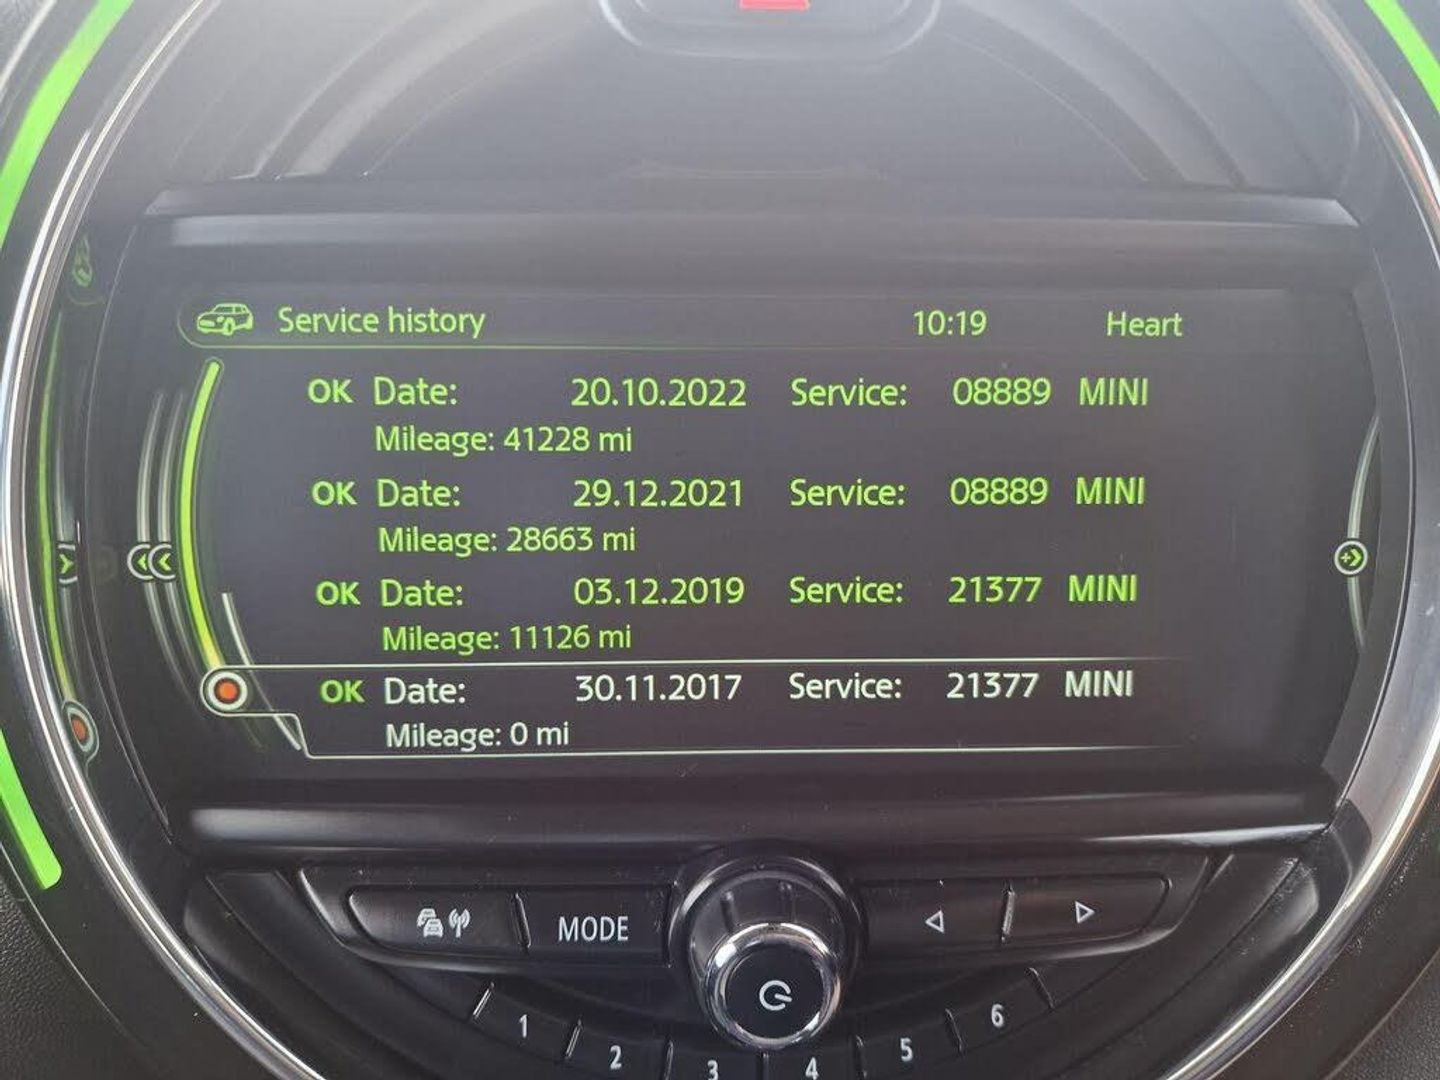 Service history 10:19 Heart
OK Date: 20.10.2022 Service: 08889 MINI
Mileage: 41228 mi
OK Date: 29.12.2021 Service: 08889 MINI
Mileage: 28663 mi
OK Date: 03.12.2019 Service: 21377 MINI
Mileage: 11126 mi
OK Date: 30.11.2017 Service: 21377 MINI
Mileage: 0 mi
MODE
1 2 3 4 5 6